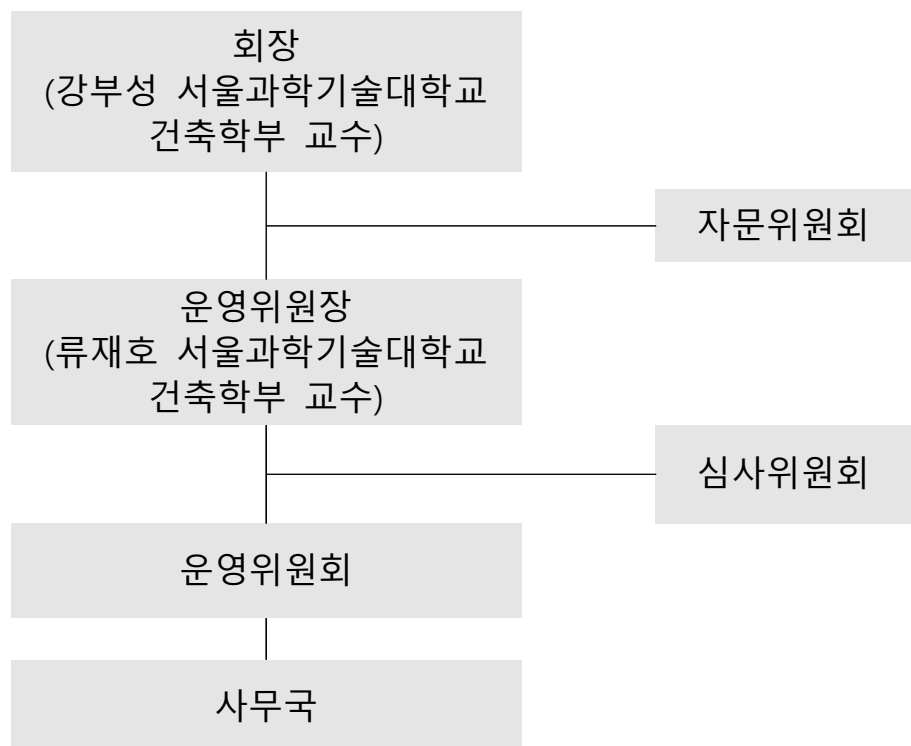 회장
(강부성 서울과학기술대학교
건축학부 교수)
자문위원회
운영위원장
(류재호 서울과학기술대학교
건축학부 교수)
심사위원회
운영위원회
사무국